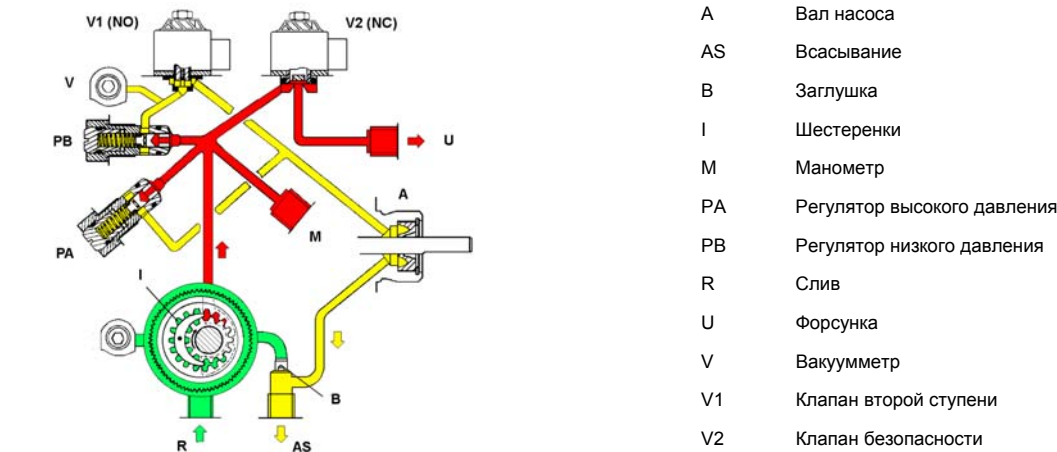 V1 (NO)
V2 (NC)
V
PB
U
A
M
PA
I
B
R
AS
A Вал насоса
AS Всасывание
B Заглушка
I Шестеренки
M Манометр
PA Регулятор высокого давления
PB Регулятор низкого давления
R Слив
U Форсунка
V Вакуумметр
V1 Клапан второй ступени
V2 Клапан безопасности